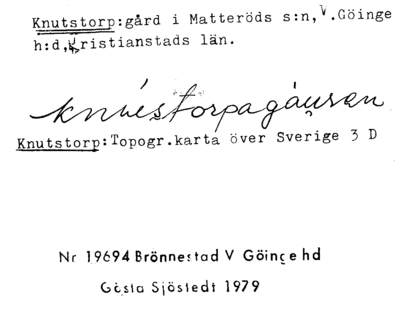 Knutstorp:gård i Matteröds s:n,V.Göinge
h:d,Kristianstads län.
Knutstorp:Topogr.karta över Sverige 3 D
Nr 19694 Brönnestad V Göinge hd
Gösta Sjöstedt 1979